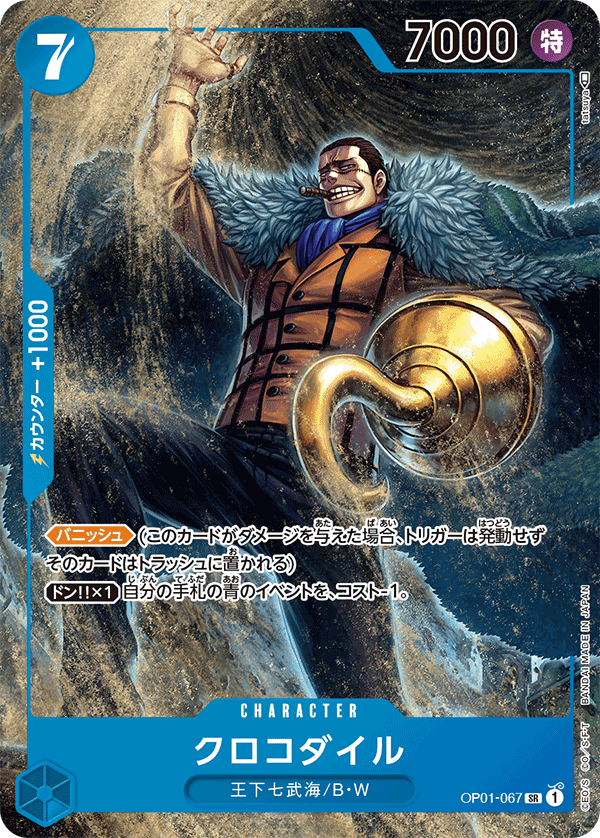 7
7000
特
tatsuya
カウンター +1000
バニッシュ (このカードがダメージを与えた場合、トリガーは発動せず
そのカードはトラッシュに置かれる)
ドン!!×1 自分の手札の青のイベントを、コスト-1。
CHARACTER
クロコダイル
王下七武海/B・W
OP01-067 SR 1
©E.O/S ©O/S・F・T BANDAI MADE IN JAPAN